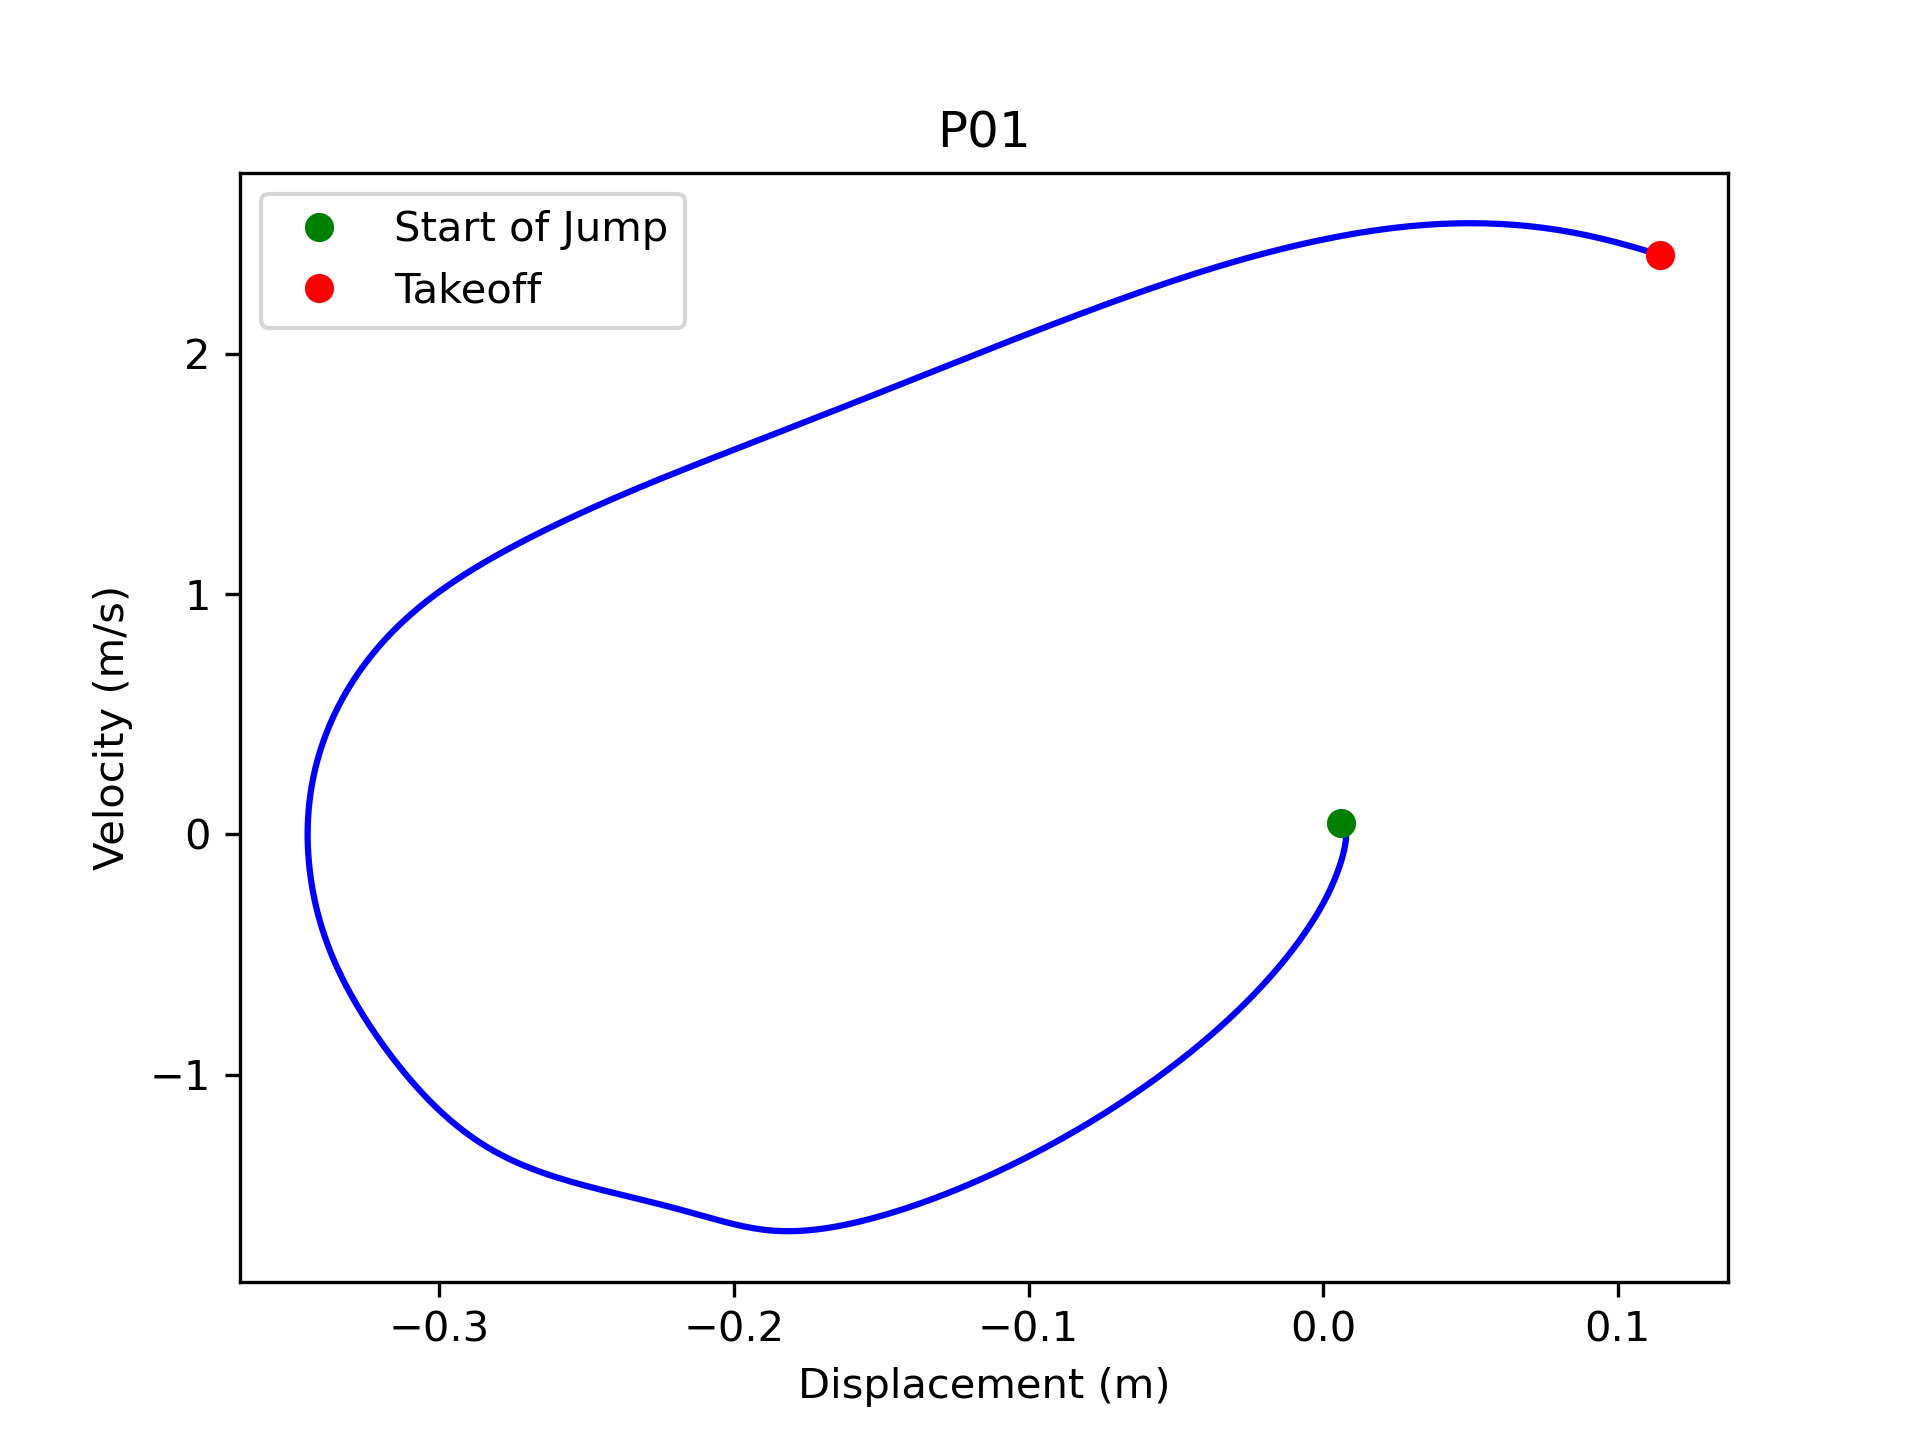 P01
Start of Jump
Takeoff
2
1
0
−1
Velocity (m/s)
−0.3 −0.2 −0.1 0.0 0.1
Displacement (m)